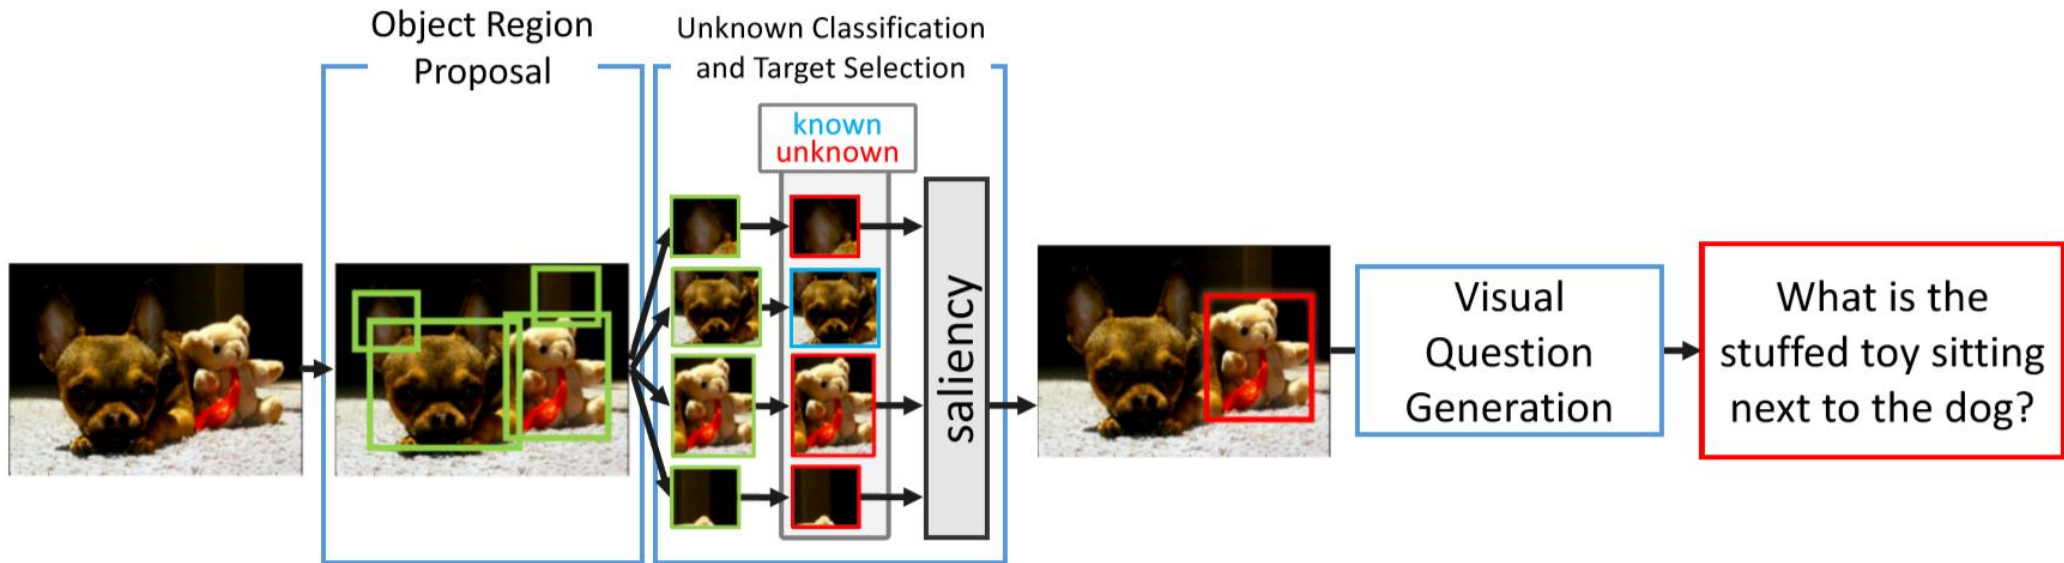 Object Region
Proposal
Unknown Classification
and Target Selection
known
unknown
saliency
Visual
Question
Generation
What is the
stuffed toy sitting
next to the dog?